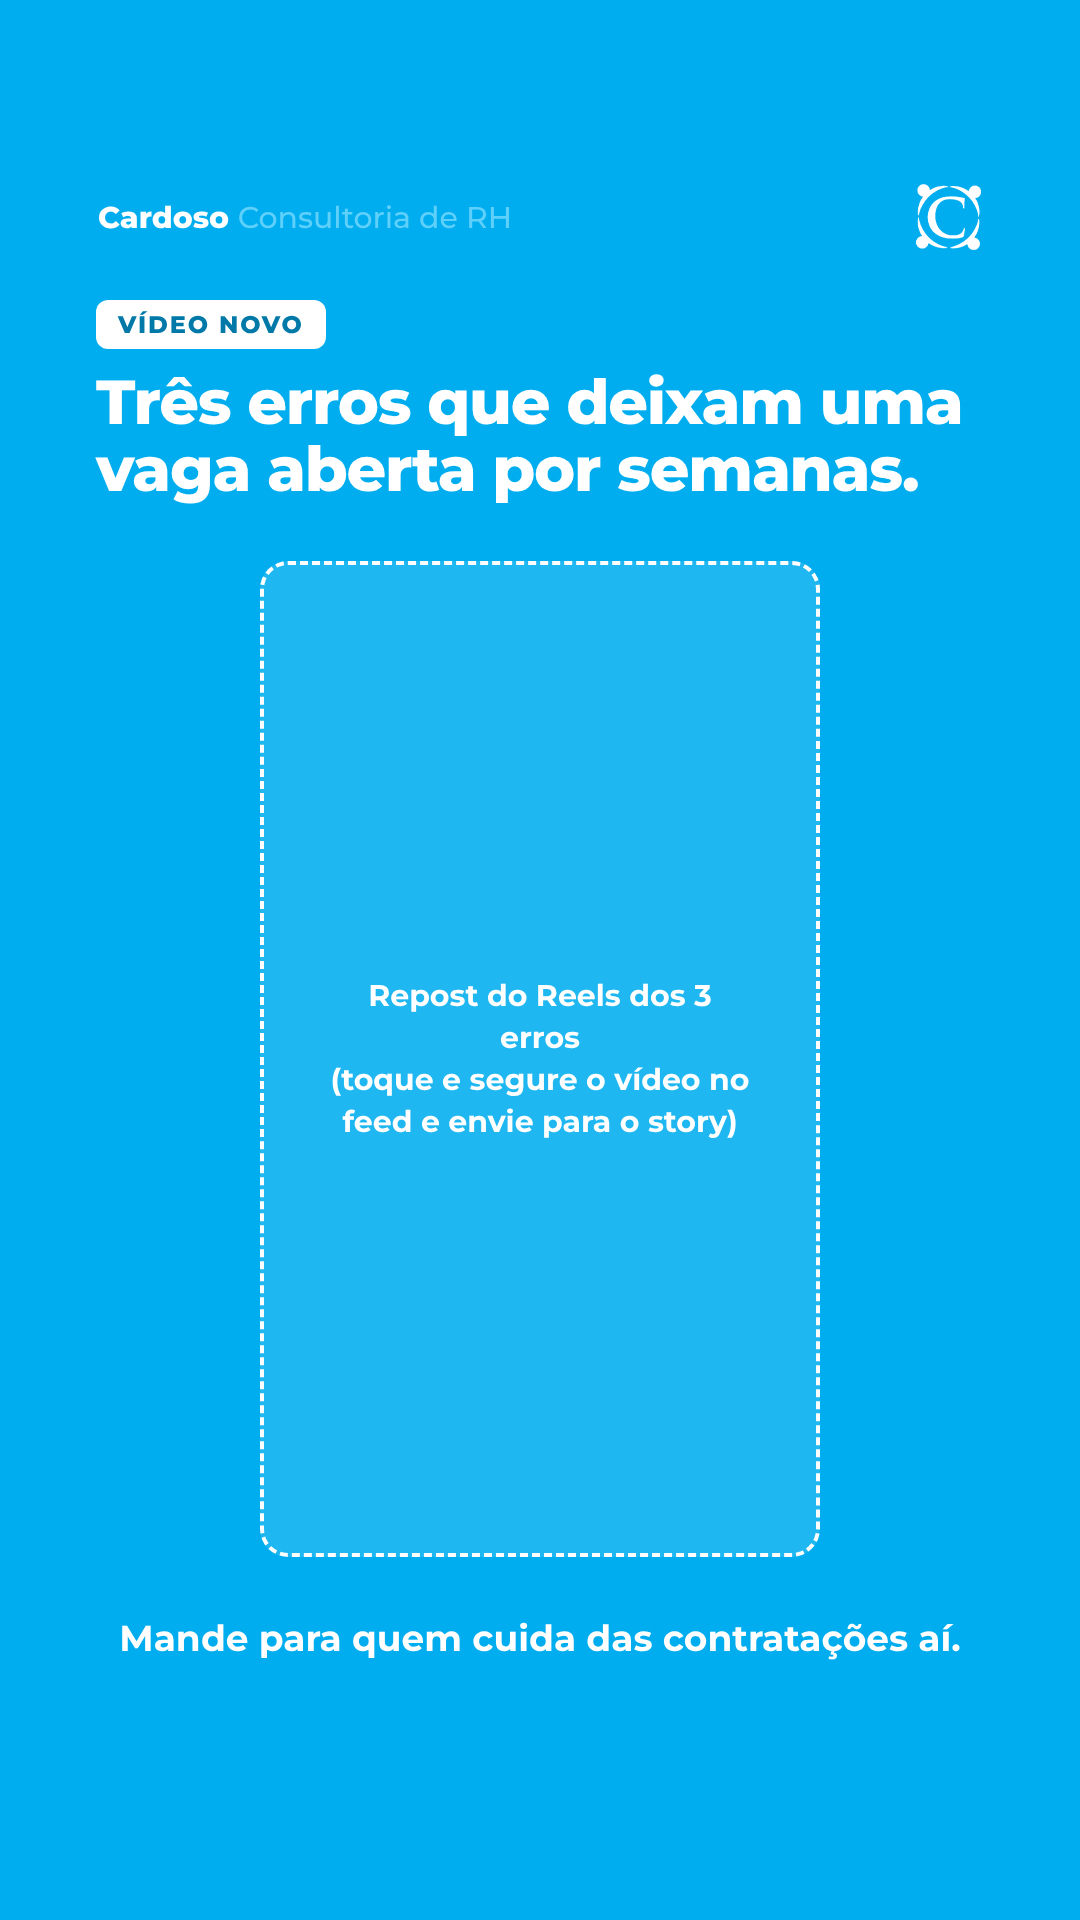 Cardoso Consultoria de RH
C
VÍDEO NOVO
Três erros que deixam uma
vaga aberta por semanas.
Repost do Reels dos 3
erros
(toque e segure o vídeo no
feed e envie para o story)
Mande para quem cuida das contratações aí.